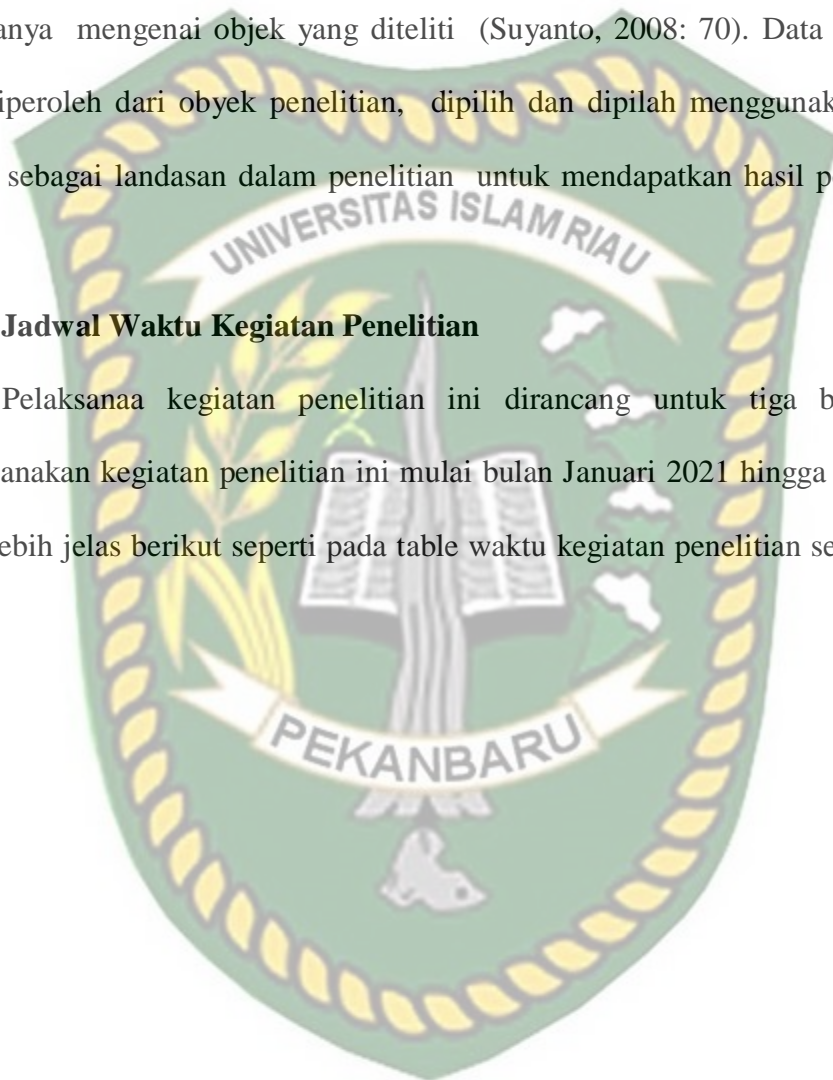 anya mengenai objek yang diteliti (Suyanto, 2008: 70). Data
iperoleh dari obyek penelitian, dipilih dan dipilah menggunak
sebagai landasan dalam penelitian untuk mendapatkan hasil p
UNIVERSITAS ISLAM RIAU
Jadwal Waktu Kegiatan Penelitian
Pelaksanaa kegiatan penelitian ini dirancang untuk tiga b
anakan kegiatan penelitian ini mulai bulan Januari 2021 hingga
ebih jelas berikut seperti pada table waktu kegiatan penelitian se
PEKANBARU